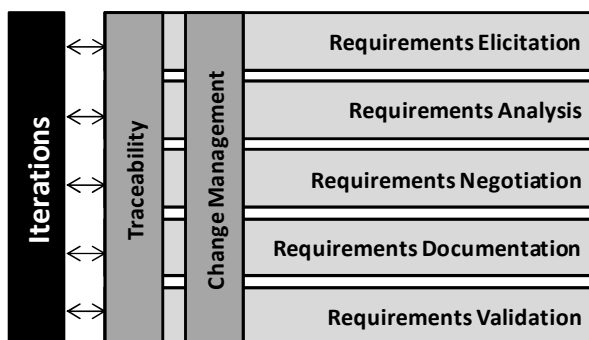 Iterations
Traceability
Change Management
Requirements Elicitation
Requirements Analysis
Requirements Negotiation
Requirements Documentation
Requirements Validation